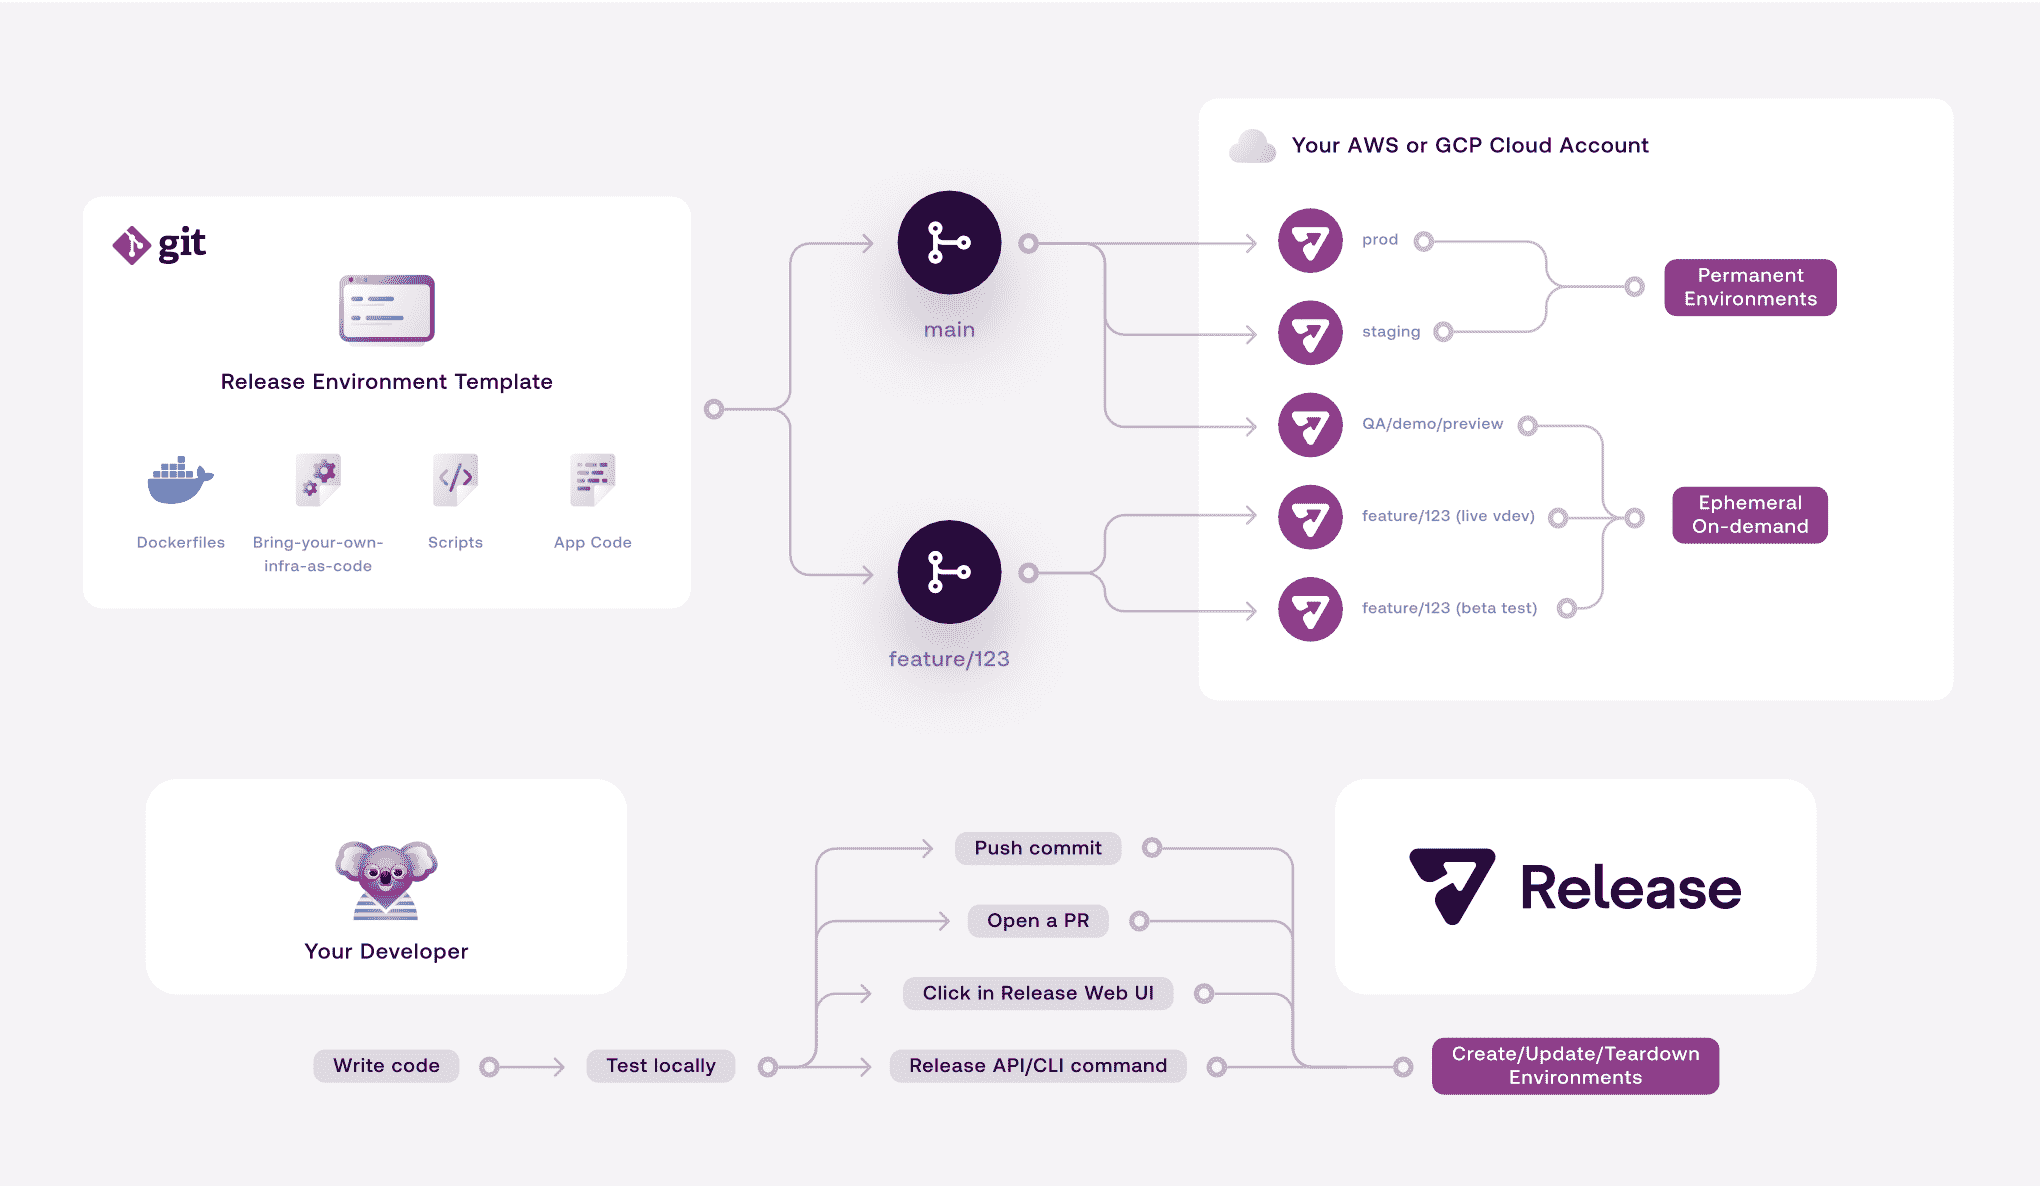 git
Release Environment Template
Dockerfiles
Bring-your-own-
infra-as-code
Scripts
App Code
main
feature/123
Your AWS or GCP Cloud Account
prod
staging
QA/demo/preview
feature/123 (live vdev)
feature/123 (beta test)
Permanent
Environments
Ephemeral
On-demand
Your Developer
Write code
Test locally
Push commit
Open a PR
Click in Release Web UI
Release API/CLI command
Release
Create/Update/Teardown
Environments